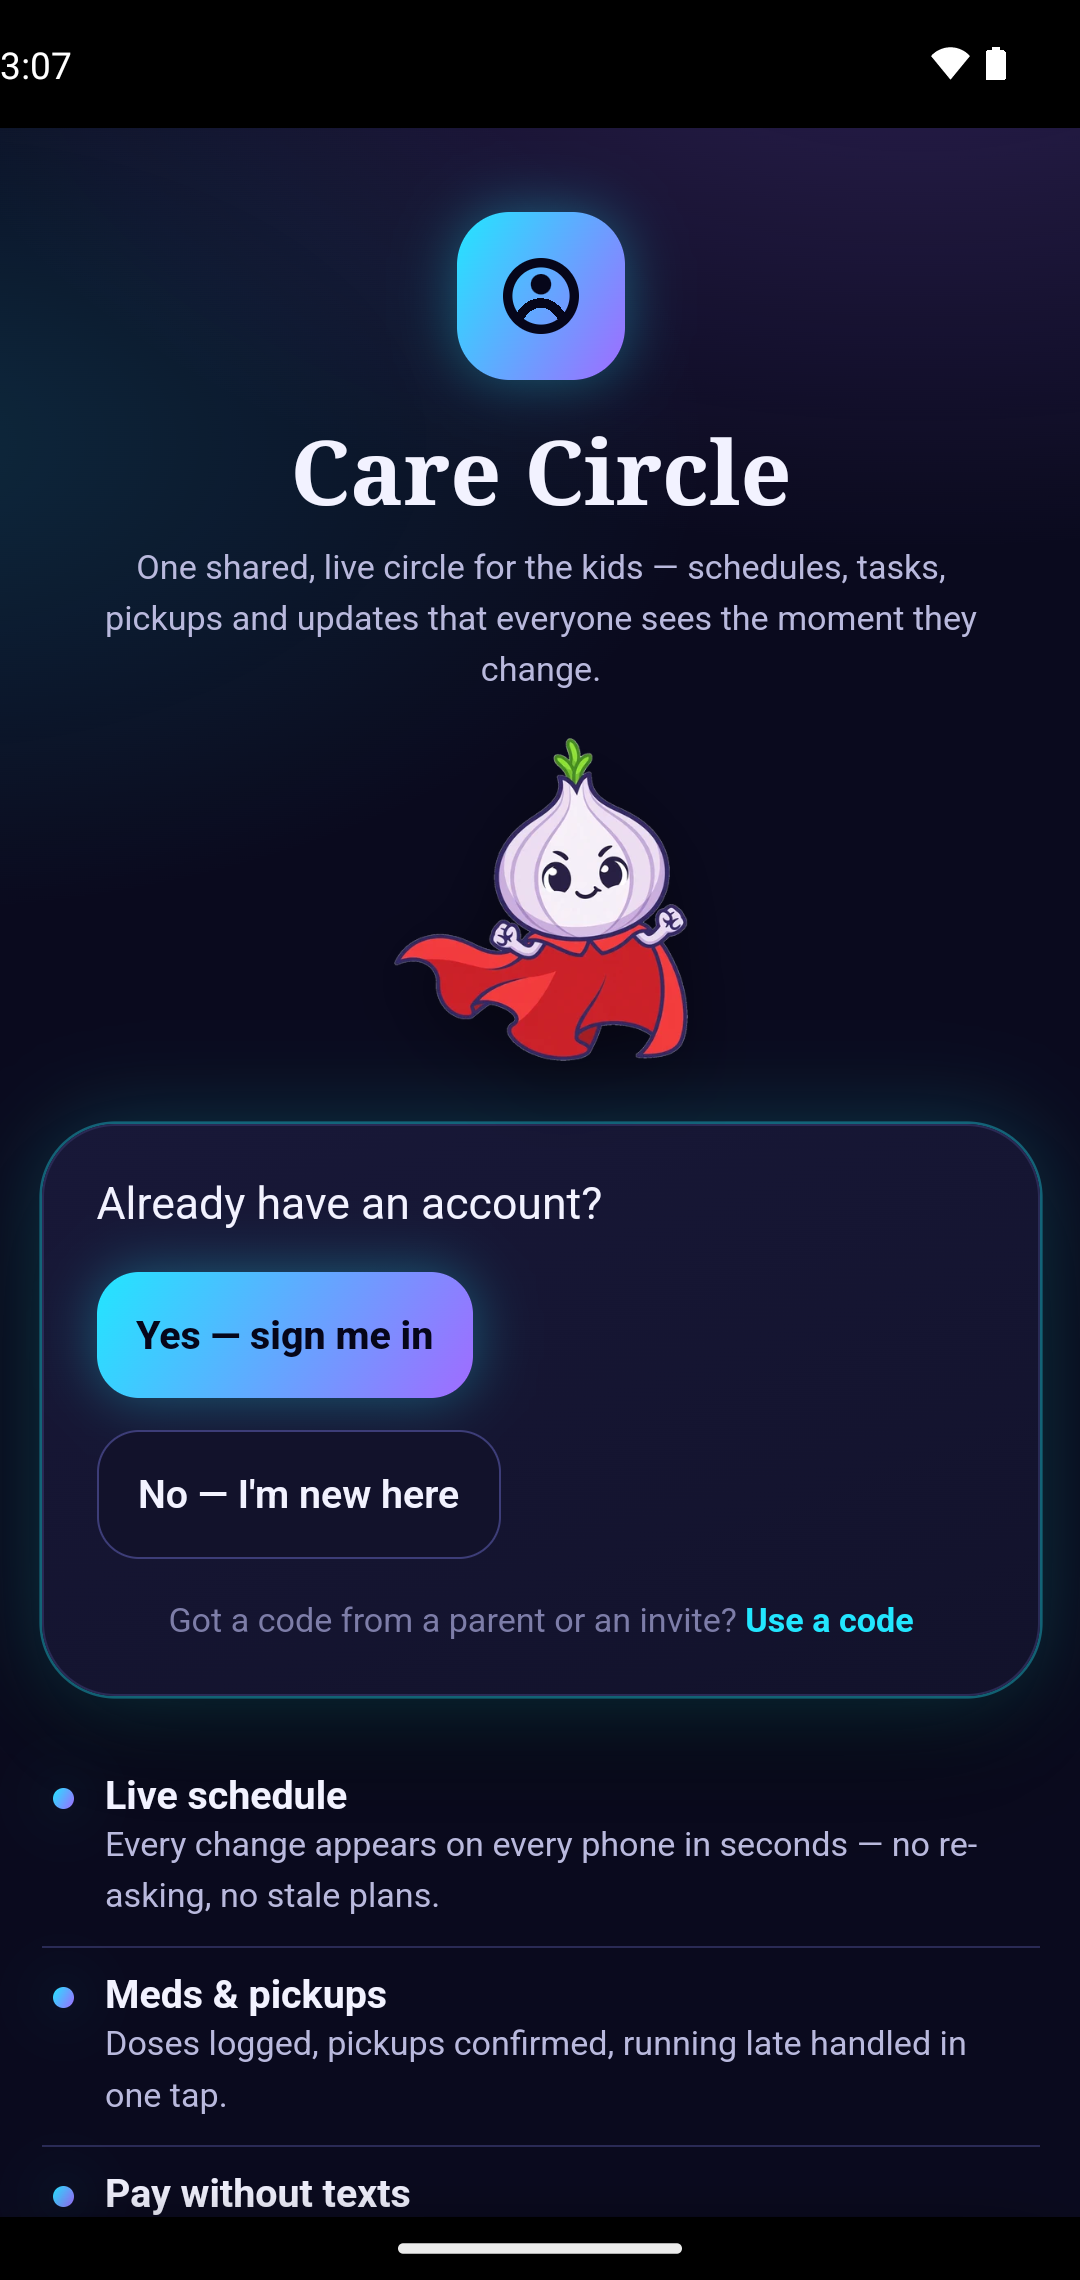 3:07
Care Circle
One shared, live circle for the kids — schedules, tasks,
pickups and updates that everyone sees the moment they
change.
Already have an account?
Yes — sign me in
No — I'm new here
Got a code from a parent or an invite? Use a code
Live schedule
Every change appears on every phone in seconds — no re-
asking, no stale plans.
Meds & pickups
Doses logged, pickups confirmed, running late handled in
one tap.
Pay without texts